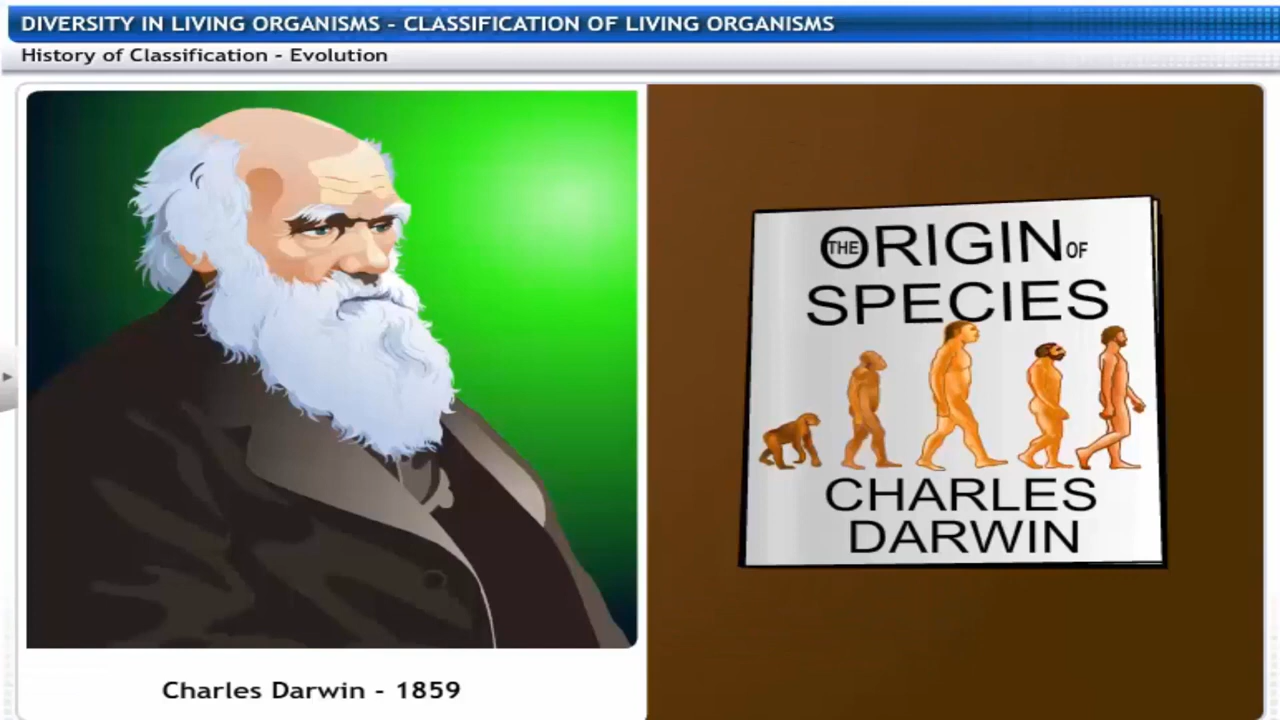 DIVERSITY IN LIVING ORGANISMS - CLASSIFICATION OF LIVING ORGANISMS
History of Classification - Evolution
THE ORIGIN OF
SPECIES
CHARLES
DARWIN
Charles Darwin - 1859